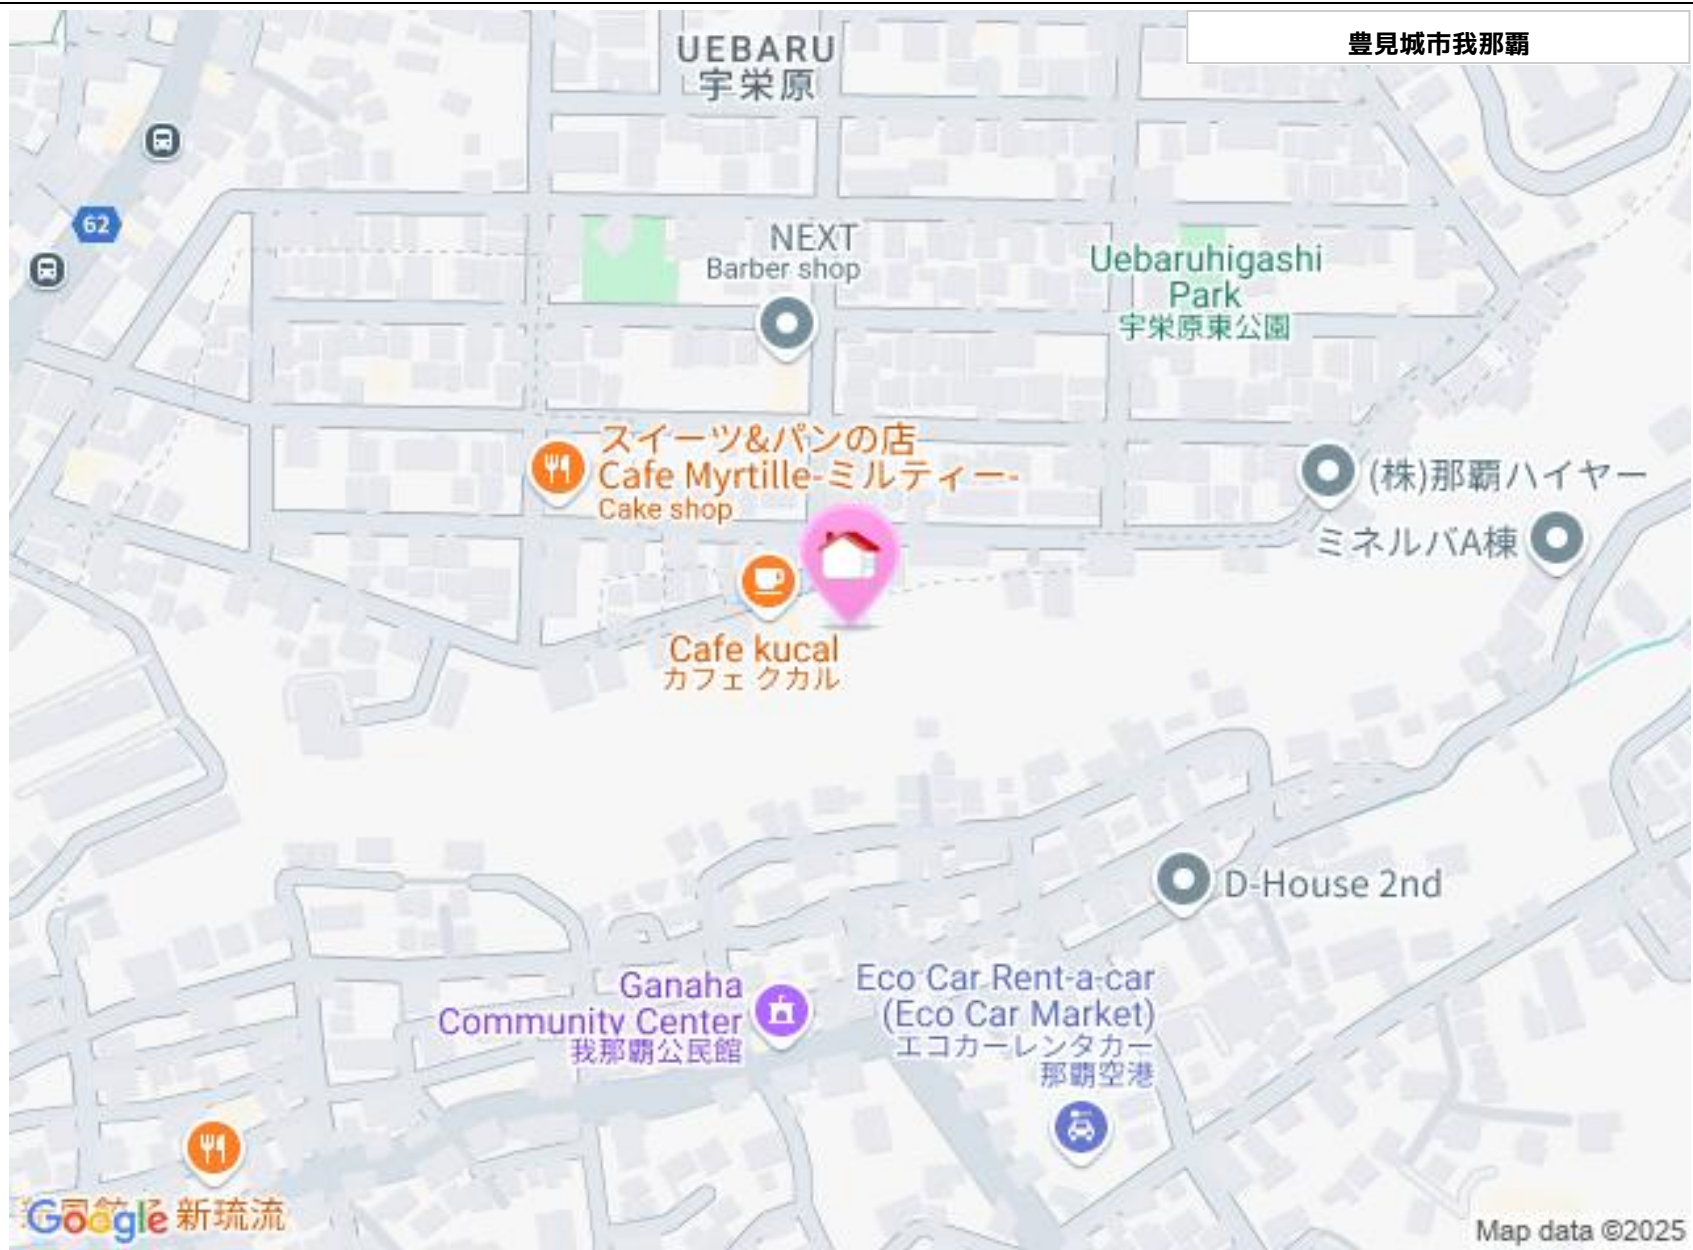 豊見城市我那覇
UEBARU
宇栄原
62
NEXT
Barber shop
Uebaruhigashi
Park
宇栄原東公園
スイーツ&パンの店
Cafe Myrtille-ミルティー-
Cake shop
(株)那覇ハイヤー
ミネルバA棟
Cafe kucal
カフェ クカル
D-House 2nd
Ganaha
Community Center
我那覇公民館
Eco Car Rent-a-car
(Eco Car Market)
エコカーレンタカー
那覇空港
新琉流
Google
Map data ©2025